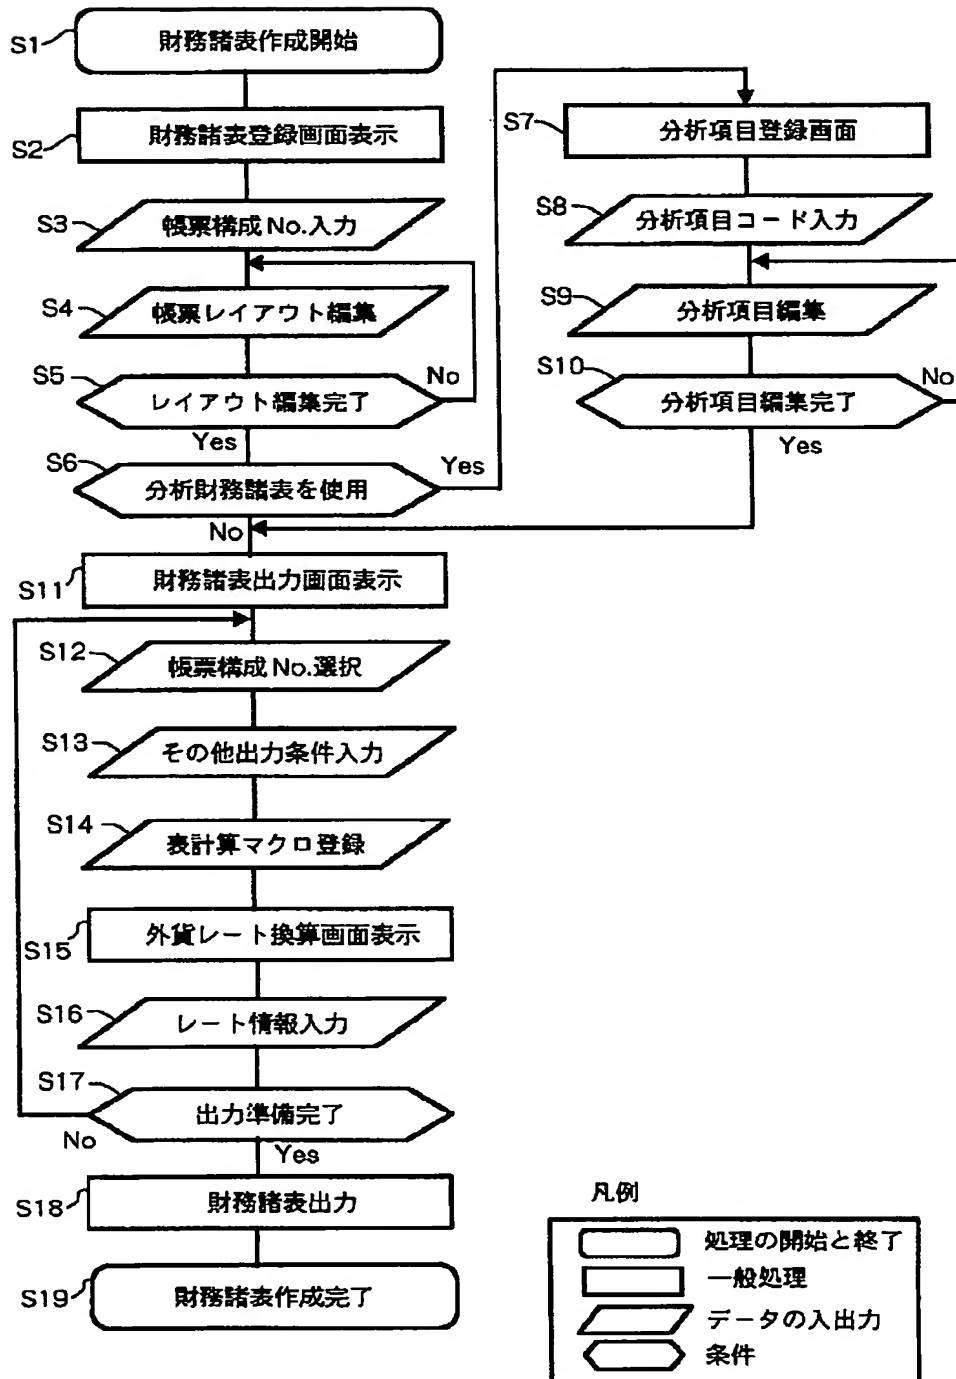 S1
財務諸表作成開始
S2
財務諸表登録画面表示
S3
帳票構成No.入力
S4
帳票レイアウト編集
S5
レイアウト編集完了
No
Yes
S6
分析財務諸表を使用
Yes
No
S7
分析項目登録画面
S8
分析項目コード入力
S9
分析項目編集
S10
分析項目編集完了
No
Yes
S11
財務諸表出力画面表示
S12
帳票構成No.選択
S13
その他出力条件入力
S14
表計算マクロ登録
S15
外貨レート換算画面表示
S16
レート情報入力
S17
出力準備完了
No
Yes
S18
財務諸表出力
S19
財務諸表作成完了
凡例
処理の開始と終了
一般処理
データの入出力
条件